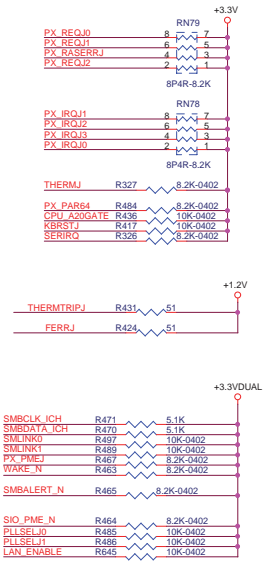 +3.3V
RN79
PX_REQJ0 8 7
PX_REQJ1 6 5
PX_RASERRJ 4 3
PX_REQJ2 2 1
8P4R-8.2K
RN78
PX_IRQJ1 8 7
PX_IRQJ2 6 5
PX_IRQJ3 4 3
PX_IRQJ0 2 1
8P4R-8.2K
THERMJ R327 8.2K-0402
PX_PAR64 R484 8.2K-0402
CPU_A20GATE R436 10K-0402
KBRSTJ R417 10K-0402
SERIRQ R326 8.2K-0402
+1.2V
THERMTRIPJ R431 51
FERRJ R424 51
+3.3VDUAL
SMBCLK_ICH R471 5.1K
SMBDATA_ICH R470 5.1K
SMLINK0 R497 10K-0402
SMLINK1 R489 10K-0402
PX_PMEJ R467 8.2K-0402
WAKE_N R463 8.2K-0402
SMBALERT_N R465 8.2K-0402
SIO_PME_N R464 8.2K-0402
PLLSELJ0 R485 10K-0402
PLLSELJ1 R486 10K-0402
LAN_ENABLE R645 10K-0402